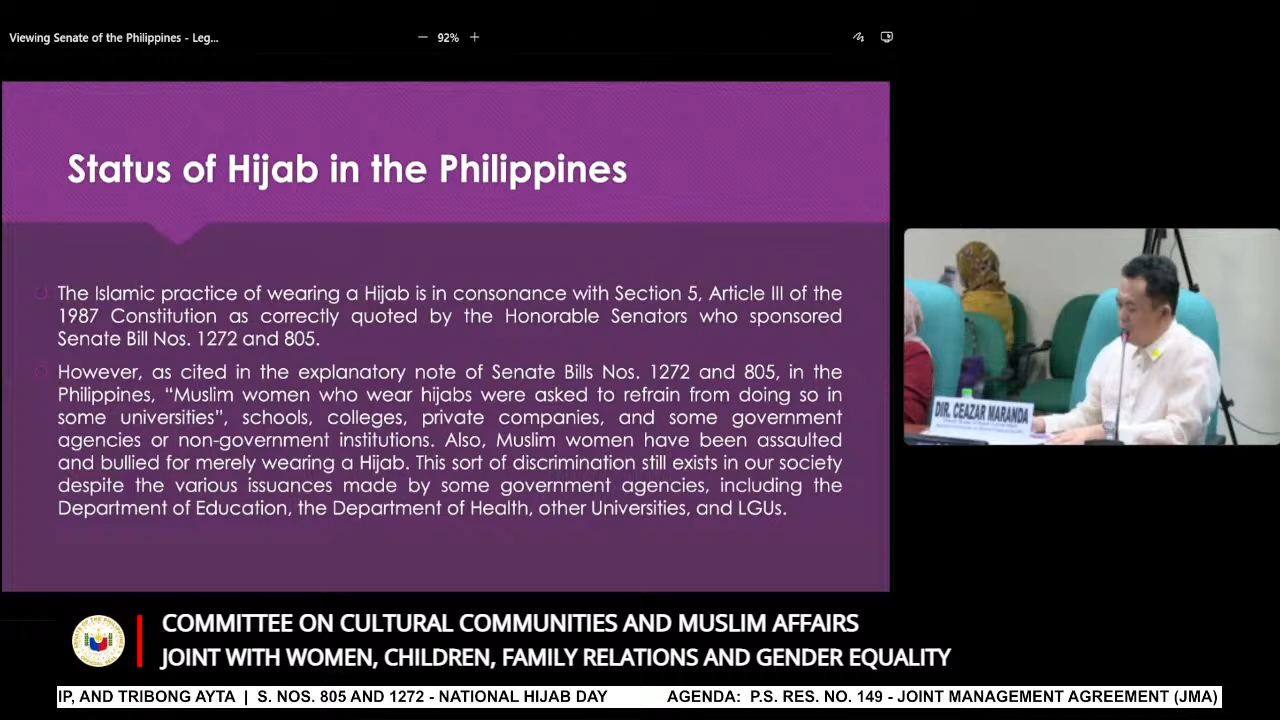 Viewing Senate of the Philippines - Leg...
92%
Status of Hijab in the Philippines
The Islamic practice of wearing a Hijab is in consonance with Section 5, Article III of the
1987 Constitution as correctly quoted by the Honorable Senators who sponsored
Senate Bill Nos. 1272 and 805.
However, as cited in the explanatory note of Senate Bills Nos. 1272 and 805, in the
Philippines, “Muslim women who wear hijabs were asked to refrain from doing so in
some universities”, schools, colleges, private companies, and some government
agencies or non-government institutions. Also, Muslim women have been assaulted
and bullied for merely wearing a Hijab. This sort of discrimination still exists in our society
despite the various issuances made by some government agencies, including the
Department of Education, the Department of Health, other Universities, and LGUs.
DIR. CEAZAR MARANDA
COMMITTEE ON CULTURAL COMMUNITIES AND MUSLIM AFFAIRS
JOINT WITH WOMEN, CHILDREN, FAMILY RELATIONS AND GENDER EQUALITY
IP, AND TRIBONG AYTA | S. NOS. 805 AND 1272 - NATIONAL HIJAB DAY AGENDA: P.S. RES. NO. 149 - JOINT MANAGEMENT AGREEMENT (JMA)